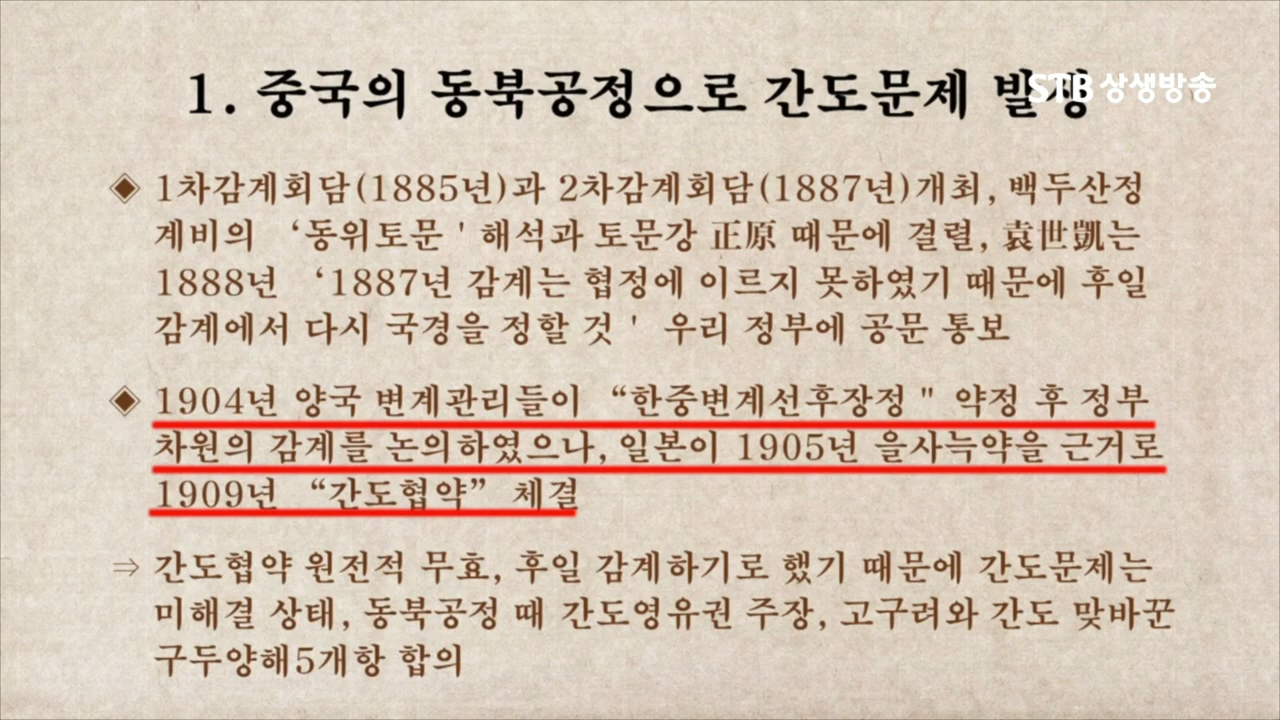 1. 중국의 동북공정으로 간도문제 발생
STB 상생방송
◈ 1차감계회담(1885년)과 2차감계회담(1887년)개최, 백두산정
계비의 ‘동위토문 ' 해석과 토문강 正原 때문에 결렬, 袁世凱는
1888년 ‘1887년 감계는 협정에 이르지 못하였기 때문에 후일
감계에서 다시 국경을 정할 것 ' 우리 정부에 공문 통보
◈ 1904년 양국 변계관리들이 “한중변계선후장정 " 약정 후 정부
차원의 감계를 논의하였으나, 일본이 1905년 을사늑약을 근거로
1909년 “간도협약” 체결
⇒ 간도협약 원전적 무효, 후일 감계하기로 했기 때문에 간도문제는
미해결 상태, 동북공정 때 간도영유권 주장, 고구려와 간도 맞바꾼
구두양해5개항 합의